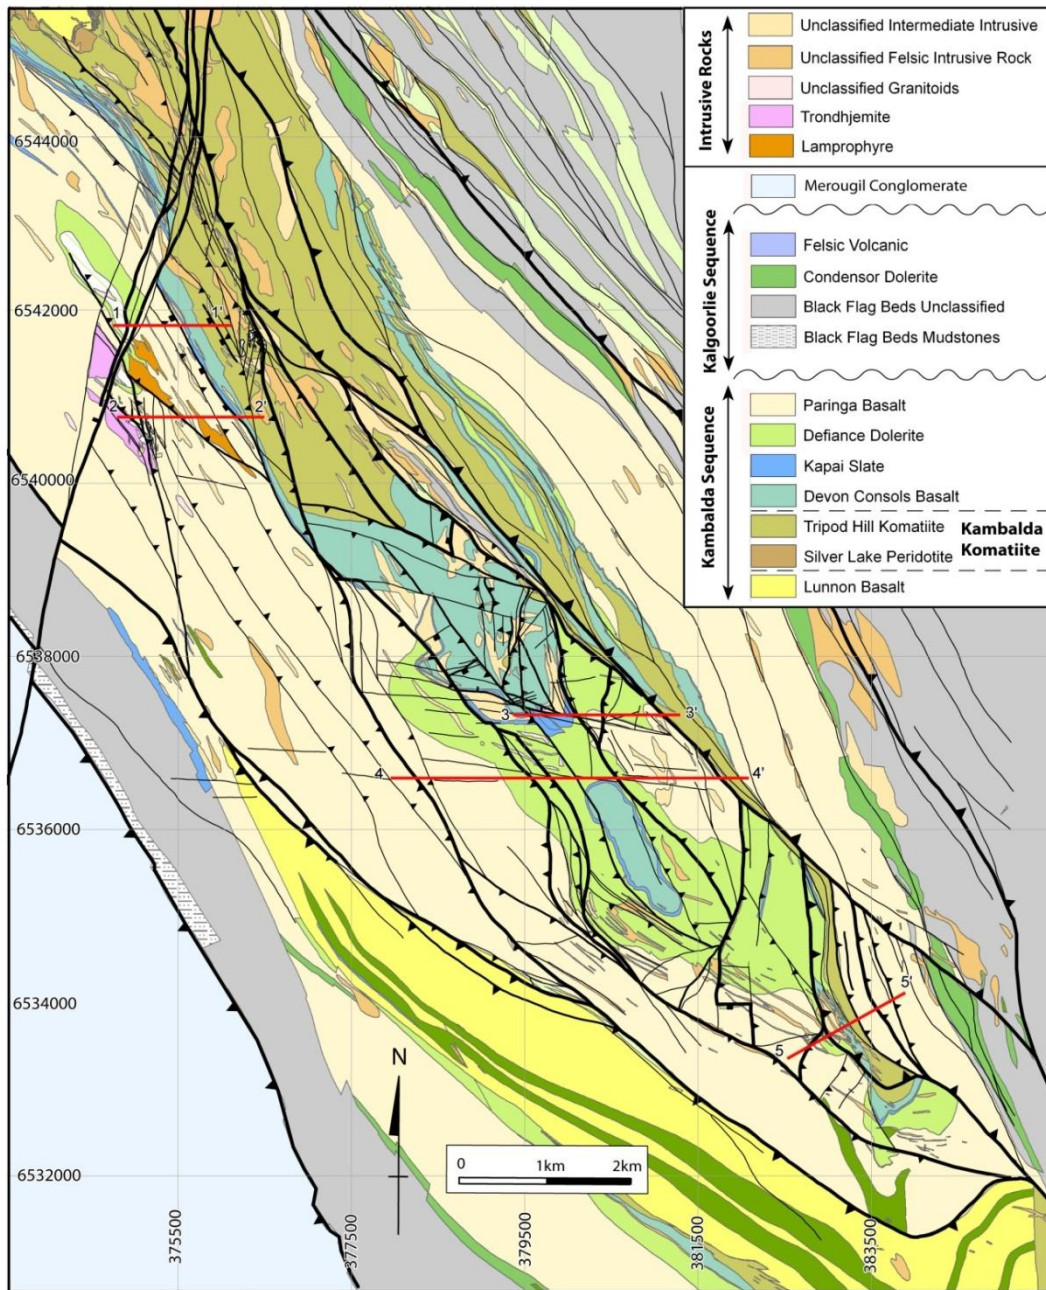 Intrusive Rocks
Unclassified Intermediate Intrusive
Unclassified Felsic Intrusive Rock
Unclassified Granitoids
Trondhjemite
Lamprophyre
Merougil Conglomerate
Kalgoorlie Sequence
Felsic Volcanic
Condensor Dolerite
Black Flag Beds Unclassified
Black Flag Beds Mudstones
Kambalda Sequence
Paringa Basalt
Defiance Dolerite
Kapai Slate
Devon Consols Basalt
Tripod Hill Komatiite
Silver Lake Peridotite
Kambalda
Komatiite
Lunnon Basalt
6544000
6542000
1 1'
2 2'
6540000
6538000
3 3'
4 4'
6536000
6534000
5 5'
N
0 1km 2km
6532000
375500
377500
379500
381500
383500